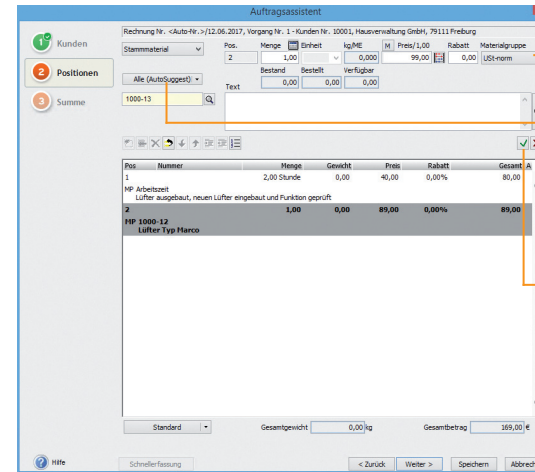 Auftragsassistent
Rechnung Nr. <Auto-Nr.>/12.06.2017, Vorgang Nr. 1 - Kunden Nr. 10001, Hausverwaltung GmbH, 79111 Freiburg
1 Kunden
2 Positionen
3 Summe
Stammmaterial Pos. Menge Einheit kg/ME M Preis/1,00 Rabatt Materialgruppe
2 1,00 0,000 99,00 0,00 USt-norm
Alle (AutoSuggest) Bestand Bestellt Verfügbar
0,00 0,00 0,00
Text
1000-13
Pos Nummer Menge Gewicht Preis Rabatt Gesamt A
1 2,00 Stunde 0,00 40,00 0,00% 80,00
MP Arbeitszeit
Lüfter ausgebaut, neuen Lüfter eingebaut und Funktion geprüft
2 1,00 0,00 89,00 0,00% 89,00
MP 1000-12
Lüfter Typ Marco
Standard Gesamtgewicht 0,00 kg Gesamtbetrag 169,00 €
Hilfe Schnellerfassung < Zurück Weiter > Speichern Abbrech